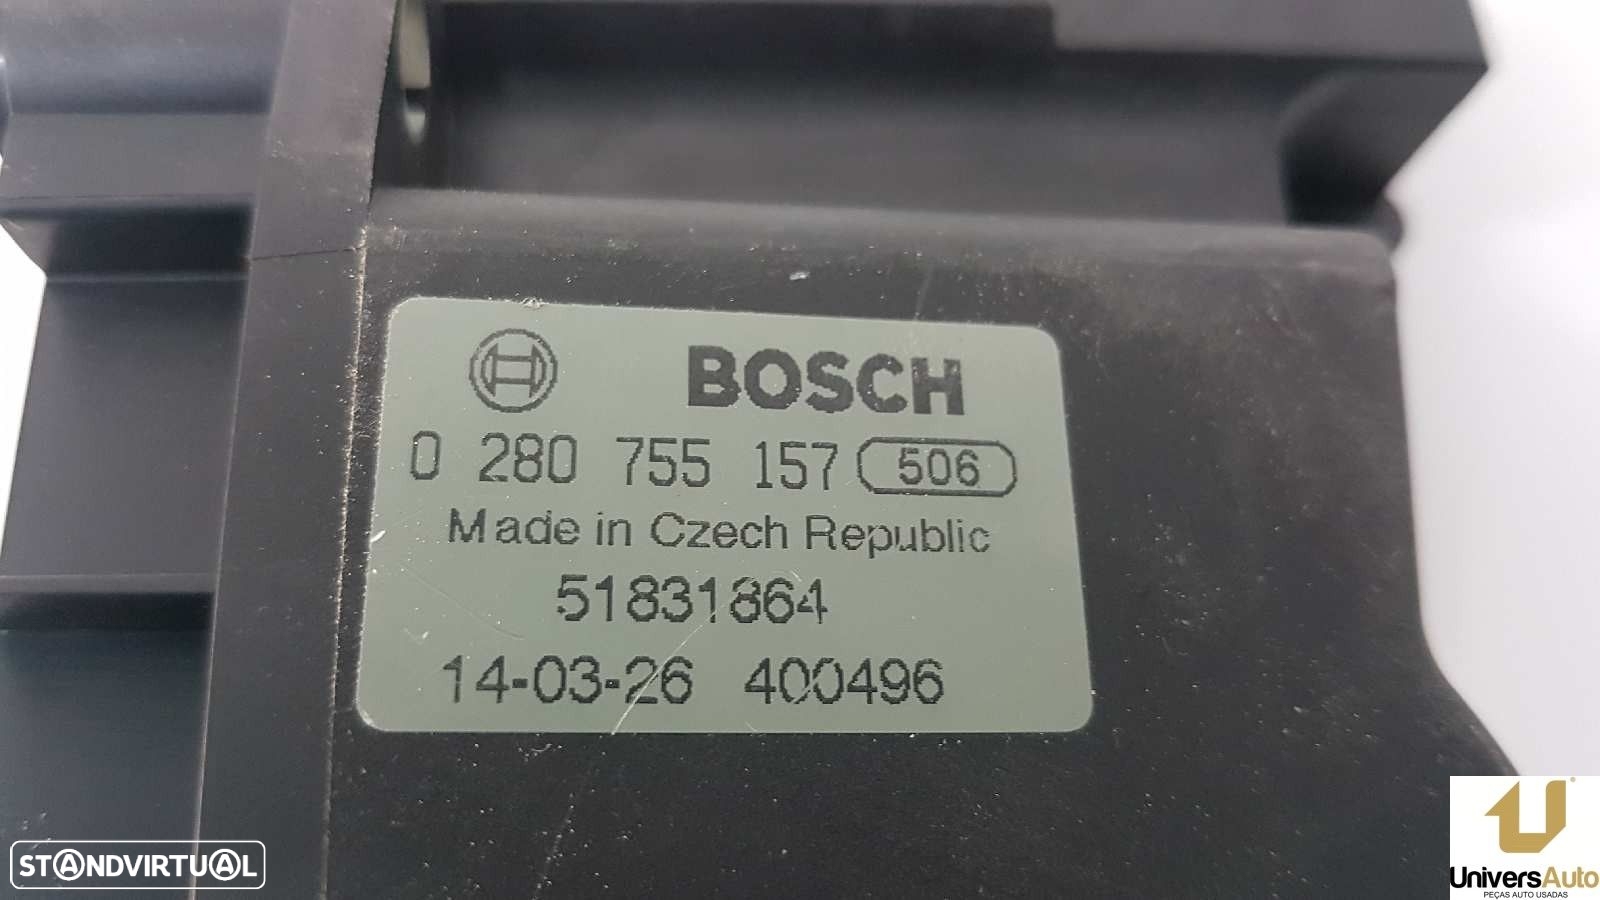 BOSCH
0 280 755 157 506
Made in Czech Republic
51831864
14-03-26 400496
STANDVIRTUAL
UniversAuto
PEÇAS AUTO USADAS